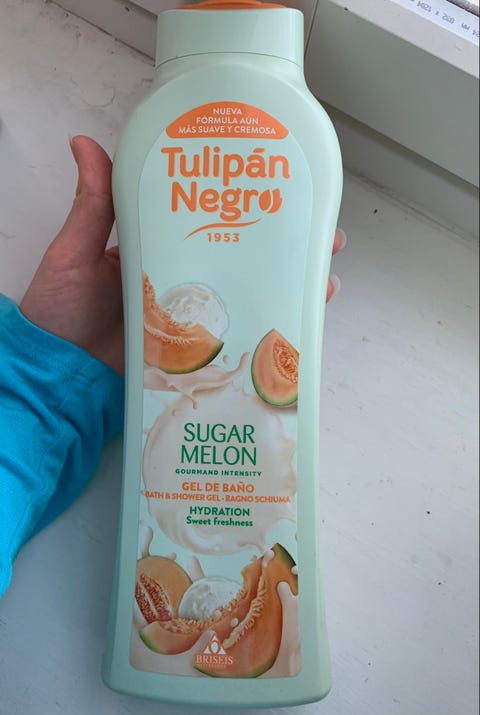 NUEVA
FÓRMULA AÚN
MÁS SUAVE Y CREMOSA
Tulipán
Negro
1953
SUGAR
MELON
GOURMAND INTENSITY
GEL DE BAÑO
BATH & SHOWER GEL - BAGNO SCHIUMA
HYDRATION
Sweet freshness
BRISEIS